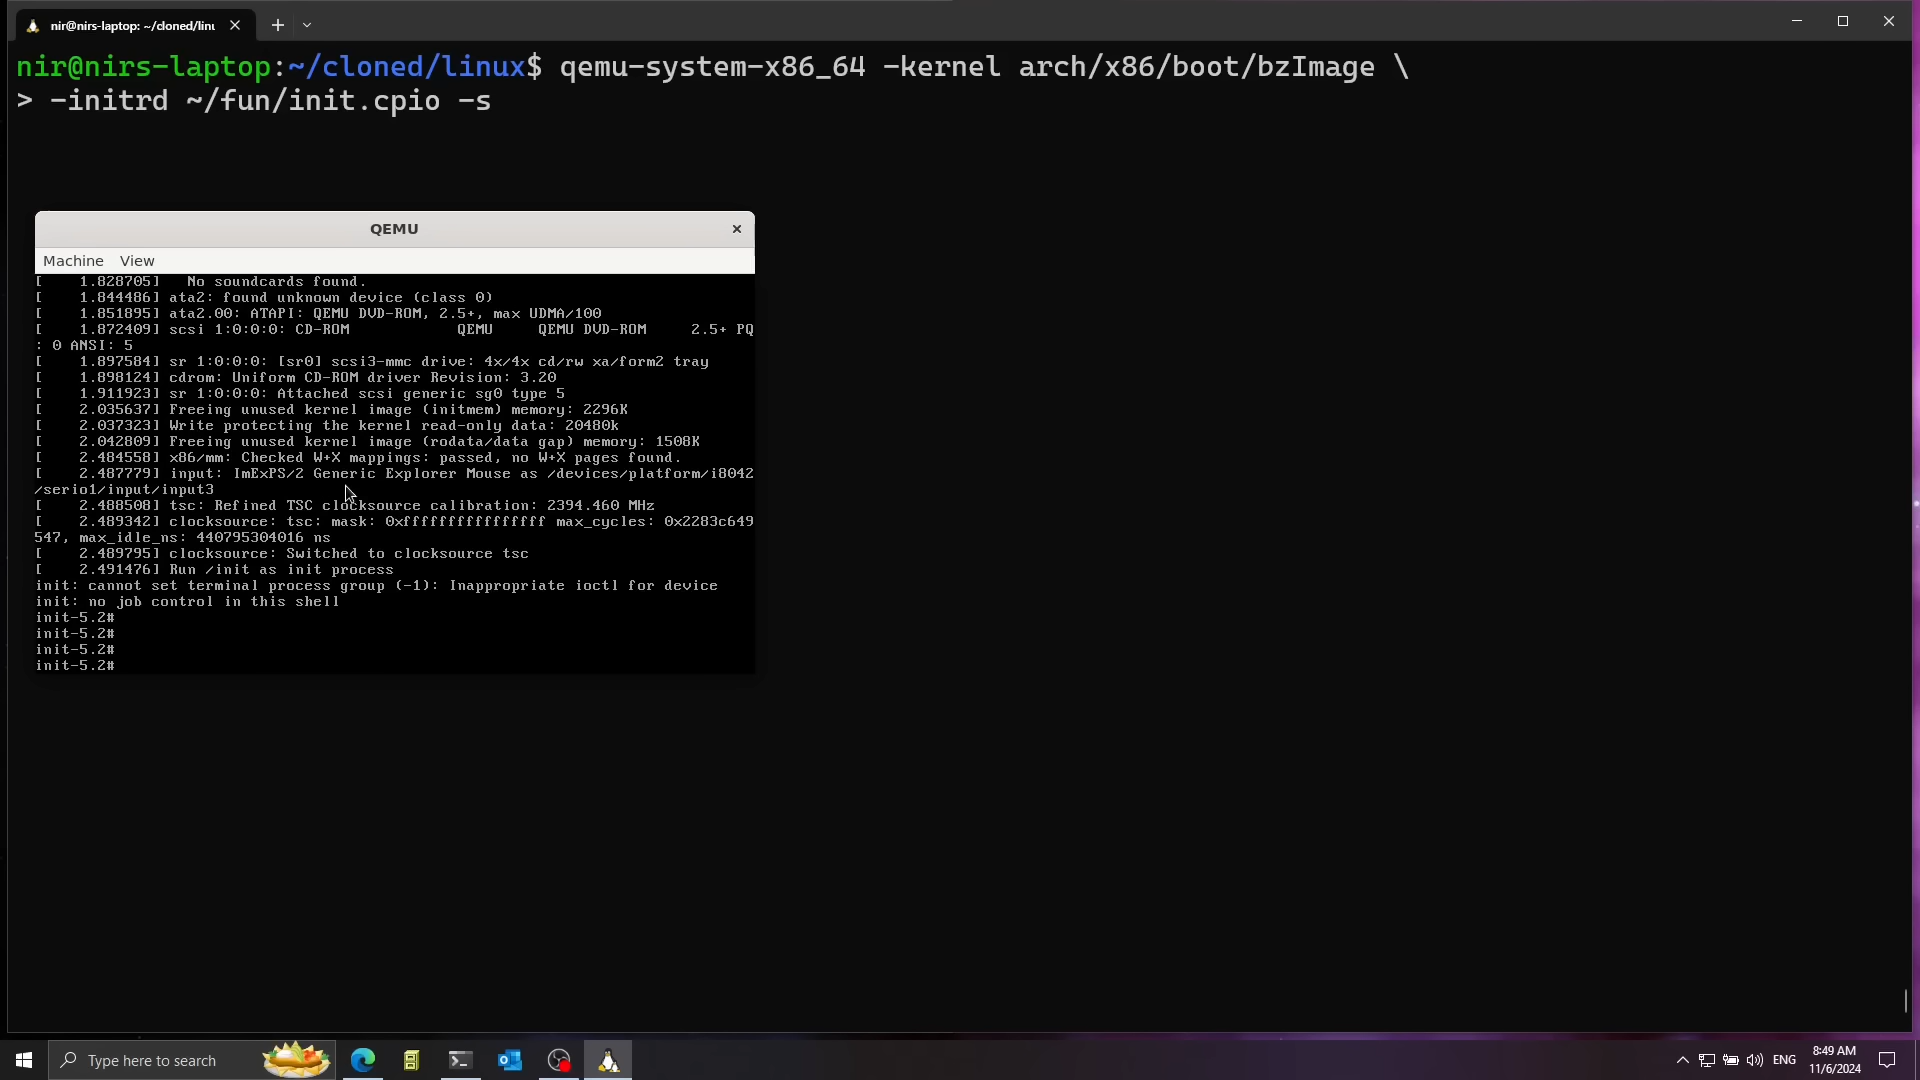 nir@nirs-laptop: ~/cloned/linu
nir@nirs-laptop:~/cloned/linux$ qemu-system-x86_64 -kernel arch/x86/boot/bzImage \
> -initrd ~/fun/init.cpio -s
QEMU
Machine View
[    1.828705]   No soundcards found.
[    1.844486] ata2: found unknown device (class 0)
[    1.851895] ata2.00: ATAPI: QEMU DVD-ROM, 2.5+, max UDMA/100
[    1.872409] scsi 1:0:0:0: CD-ROM            QEMU     QEMU DVD-ROM     2.5+ PQ
: 0 ANSI: 5
[    1.897584] sr 1:0:0:0: [sr0] scsi3-mmc drive: 4x/4x cd/rw xa/form2 tray
[    1.898124] cdrom: Uniform CD-ROM driver Revision: 3.20
[    1.911923] sr 1:0:0:0: Attached scsi generic sg0 type 5
[    2.035637] Freeing unused kernel image (initmem) memory: 2296K
[    2.037323] Write protecting the kernel read-only data: 20480k
[    2.042809] Freeing unused kernel image (rodata/data gap) memory: 1508K
[    2.484558] x86/mm: Checked W+X mappings: passed, no W+X pages found.
[    2.487779] input: ImExPS/2 Generic Explorer Mouse as /devices/platform/i8042
/serio1/input/input3
[    2.488508] tsc: Refined TSC clocksource calibration: 2394.460 MHz
[    2.489342] clocksource: tsc: mask: 0xffffffffffffffff max_cycles: 0x2283c649
547, max_idle_ns: 440795304016 ns
[    2.489795] clocksource: Switched to clocksource tsc
[    2.491476] Run /init as init process
init: cannot set terminal process group (-1): Inappropriate ioctl for device
init: no job control in this shell
init-5.2#
init-5.2#
init-5.2#
init-5.2#
Type here to search
ENG
8:49 AM
11/6/2024